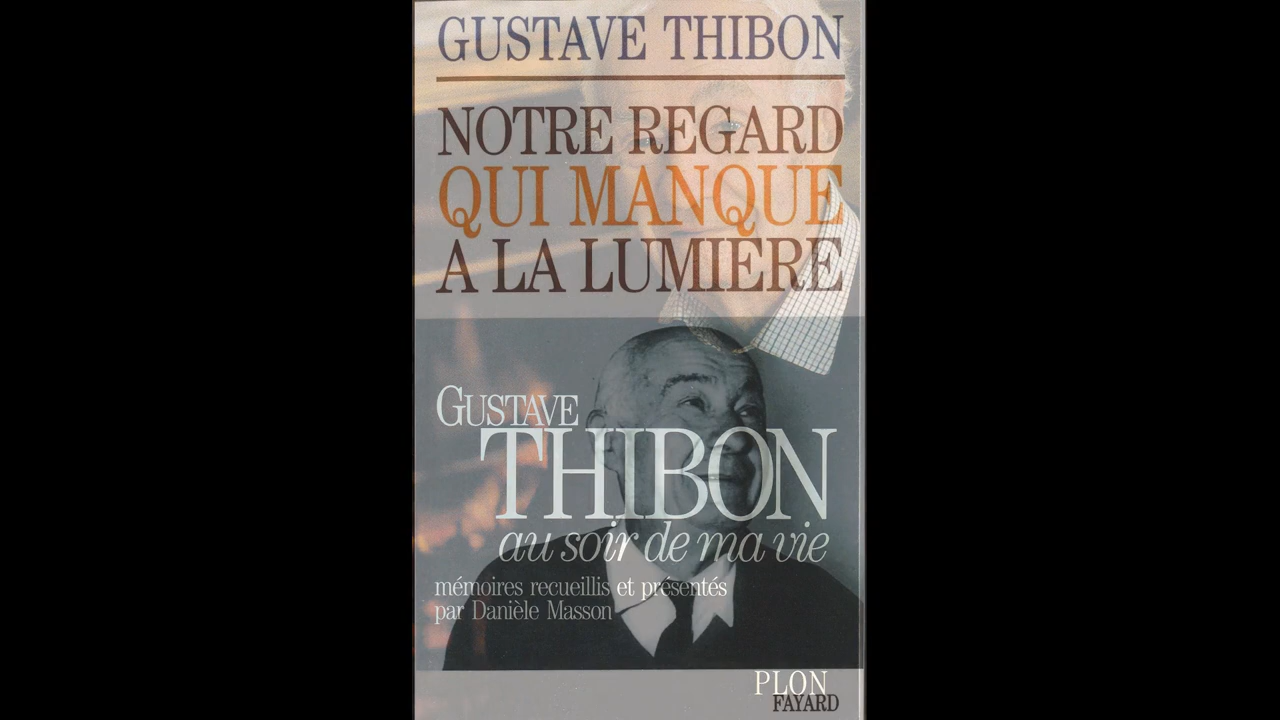 GUSTAVE THIBON
NOTRE REGARD
QUI MANQUE
A LA LUMIERE
GUSTAVE
THIBON
au soir de ma vie
mémoires recueillis et présentés
par Danièle Masson
PLON
FAYARD